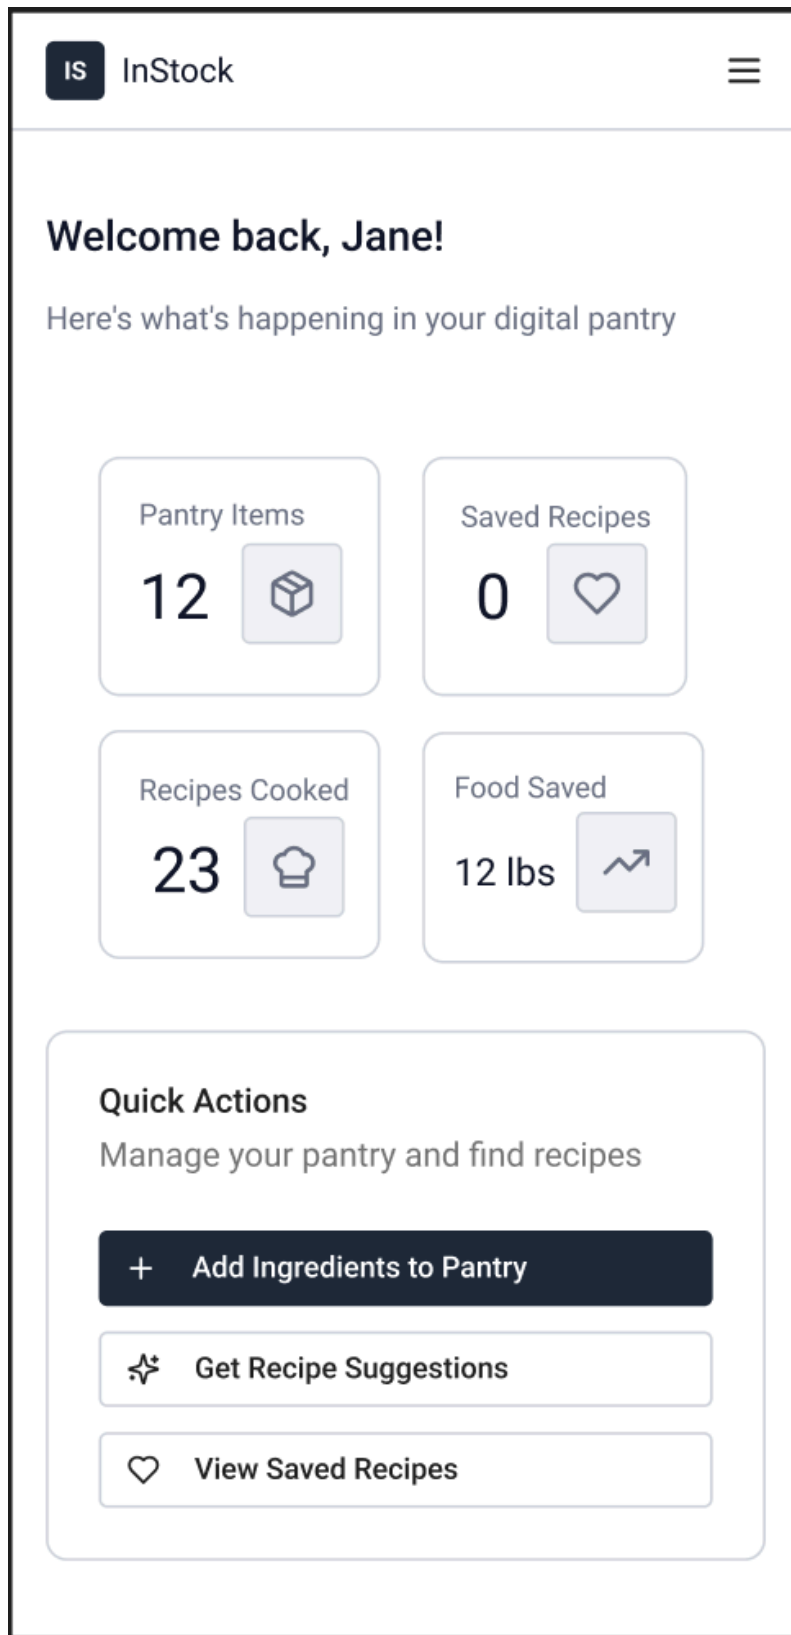 IS InStock
Welcome back, Jane!
Here's what's happening in your digital pantry
Pantry Items
12
Saved Recipes
0
Recipes Cooked
23
Food Saved
12 lbs
Quick Actions
Manage your pantry and find recipes
Add Ingredients to Pantry
Get Recipe Suggestions
View Saved Recipes